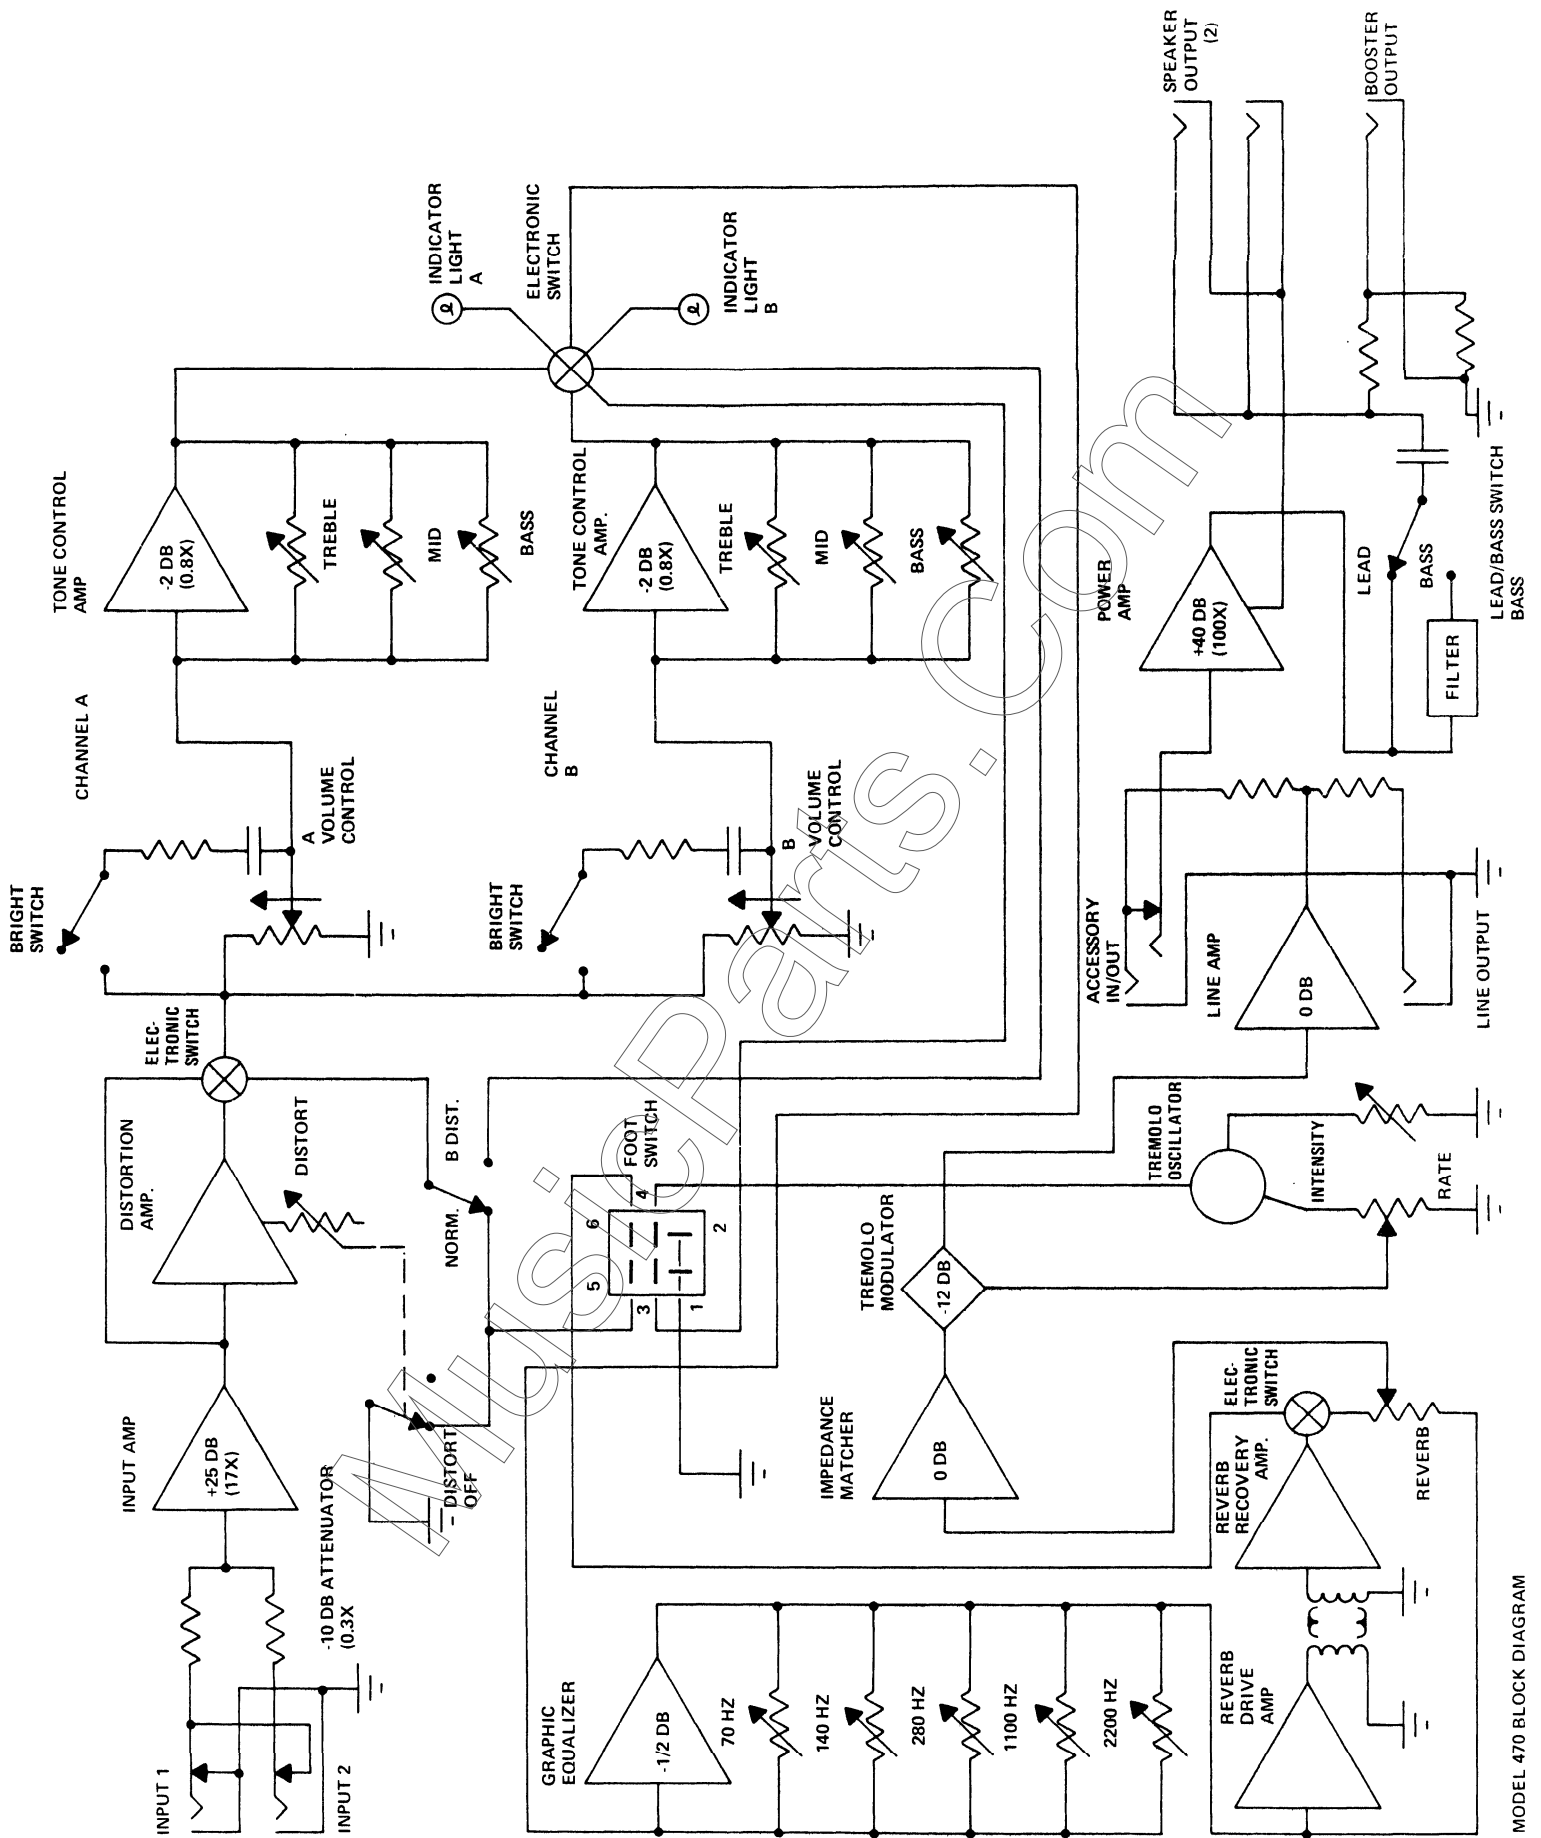 INPUT 1
INPUT 2
-10 DB ATTENUATOR
(0.3X
INPUT AMP
+25 DB
(17X)
DISTORTION
AMP.
DISTORT
ELEC-
TRONIC
SWITCH
BRIGHT
SWITCH
CHANNEL A
A
VOLUME
CONTROL
TONE CONTROL
AMP
-2 DB
(0.8X)
TREBLE
MID
BASS
INDICATOR
LIGHT
A
ELECTRONIC
SWITCH
INDICATOR
LIGHT
B
DISTORT
OFF
NORM.
B DIST.
BRIGHT
SWITCH
CHANNEL
B
B
VOLUME
CONTROL
TONE CONTROL
AMP.
-2 DB
(0.8X)
TREBLE
MID
BASS
FOOT
SWITCH
5
6
3
4
1
2
GRAPHIC
EQUALIZER
-1/2 DB
70 HZ
140 HZ
280 HZ
1100 HZ
2200 HZ
IMPEDANCE
MATCHER
0 DB
TREMOLO
MODULATOR
-12 DB
TREMOLO
OSCILLATOR
INTENSITY
RATE
ACCESSORY
IN/OUT
LINE AMP
0 DB
LINE OUTPUT
POWER
AMP
+40 DB
(100X)
LEAD
BASS
FILTER
LEAD/BASS SWITCH
BASS
SPEAKER
OUTPUT
(2)
BOOSTER
OUTPUT
REVERB
DRIVE
AMP
REVERB
RECOVERY
AMP.
ELEC-
TRONIC
SWITCH
REVERB
MODEL 470 BLOCK DIAGRAM
MusicParts.Com